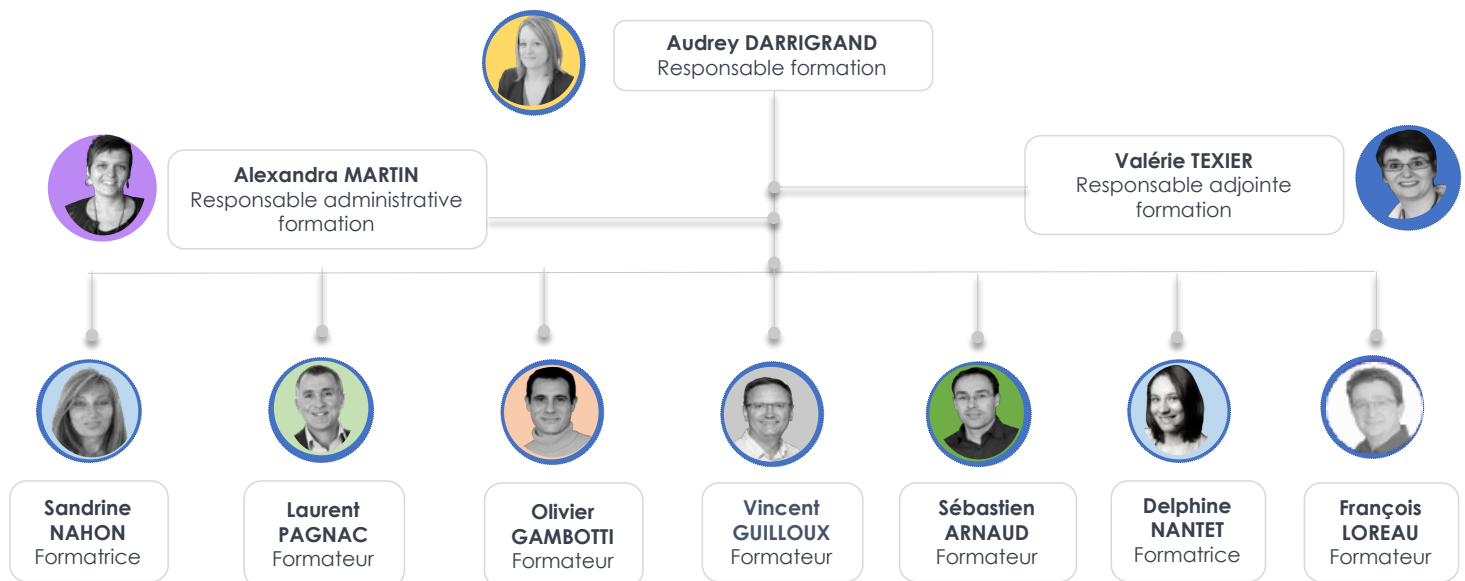 Audrey DARRIGRAND
Responsable formation
Alexandra MARTIN
Responsable administrative
formation
Valérie TEXIER
Responsable adjointe
formation
Sandrine
NAHON
Formatrice
Laurent
PAGNAC
Formateur
Olivier
GAMBOTTI
Formateur
Vincent
GUILLOUX
Formateur
Sébastien
ARNAUD
Formateur
Delphine
NANTET
Formatrice
François
LOREAU
Formateur